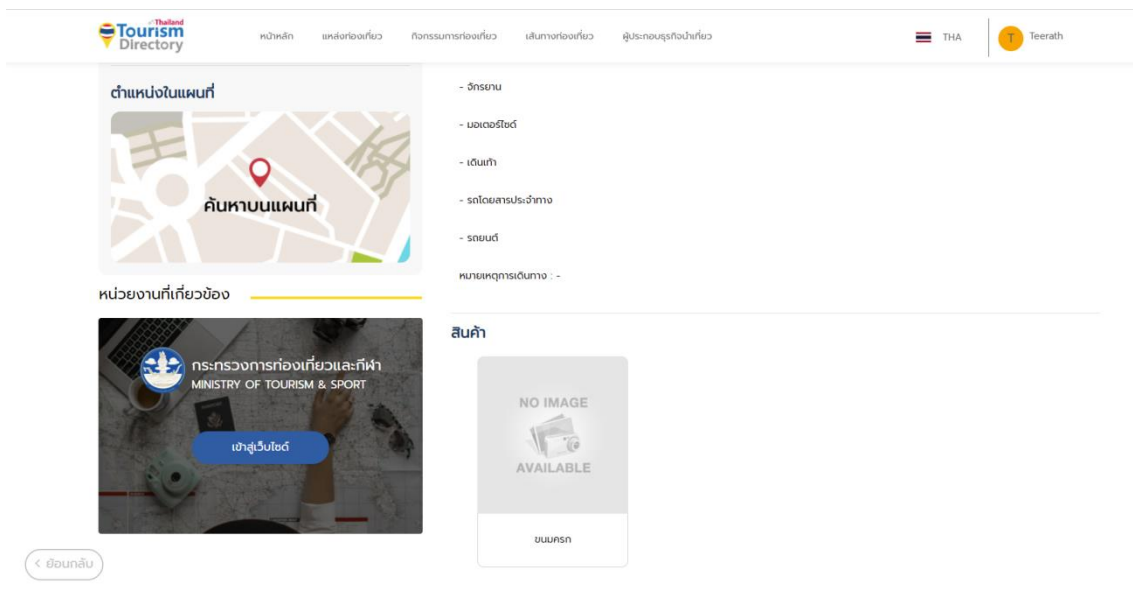 Thailand
Tourism
Directory
หน้าหลัก
แหล่งท่องเที่ยว
กิจกรรมการท่องเที่ยว
เส้นทางท่องเที่ยว
ผู้ประกอบธุรกิจนำเที่ยว
THA
T
Teerath
ตำแหน่งในแผนที่
ค้นหาบนแผนที่
หน่วยงานที่เกี่ยวข้อง
กระทรวงการท่องเที่ยวและกีฬา
MINISTRY OF TOURISM & SPORT
เข้าสู่เว็บไซต์
< ย้อนกลับ
- จักรยาน
- มอเตอร์ไซด์
- เดินเท้า
- รถโดยสารประจำทาง
- รถยนต์
หมายเหตุการเดินทาง : -
สินค้า
NO IMAGE
AVAILABLE
ขนมครก